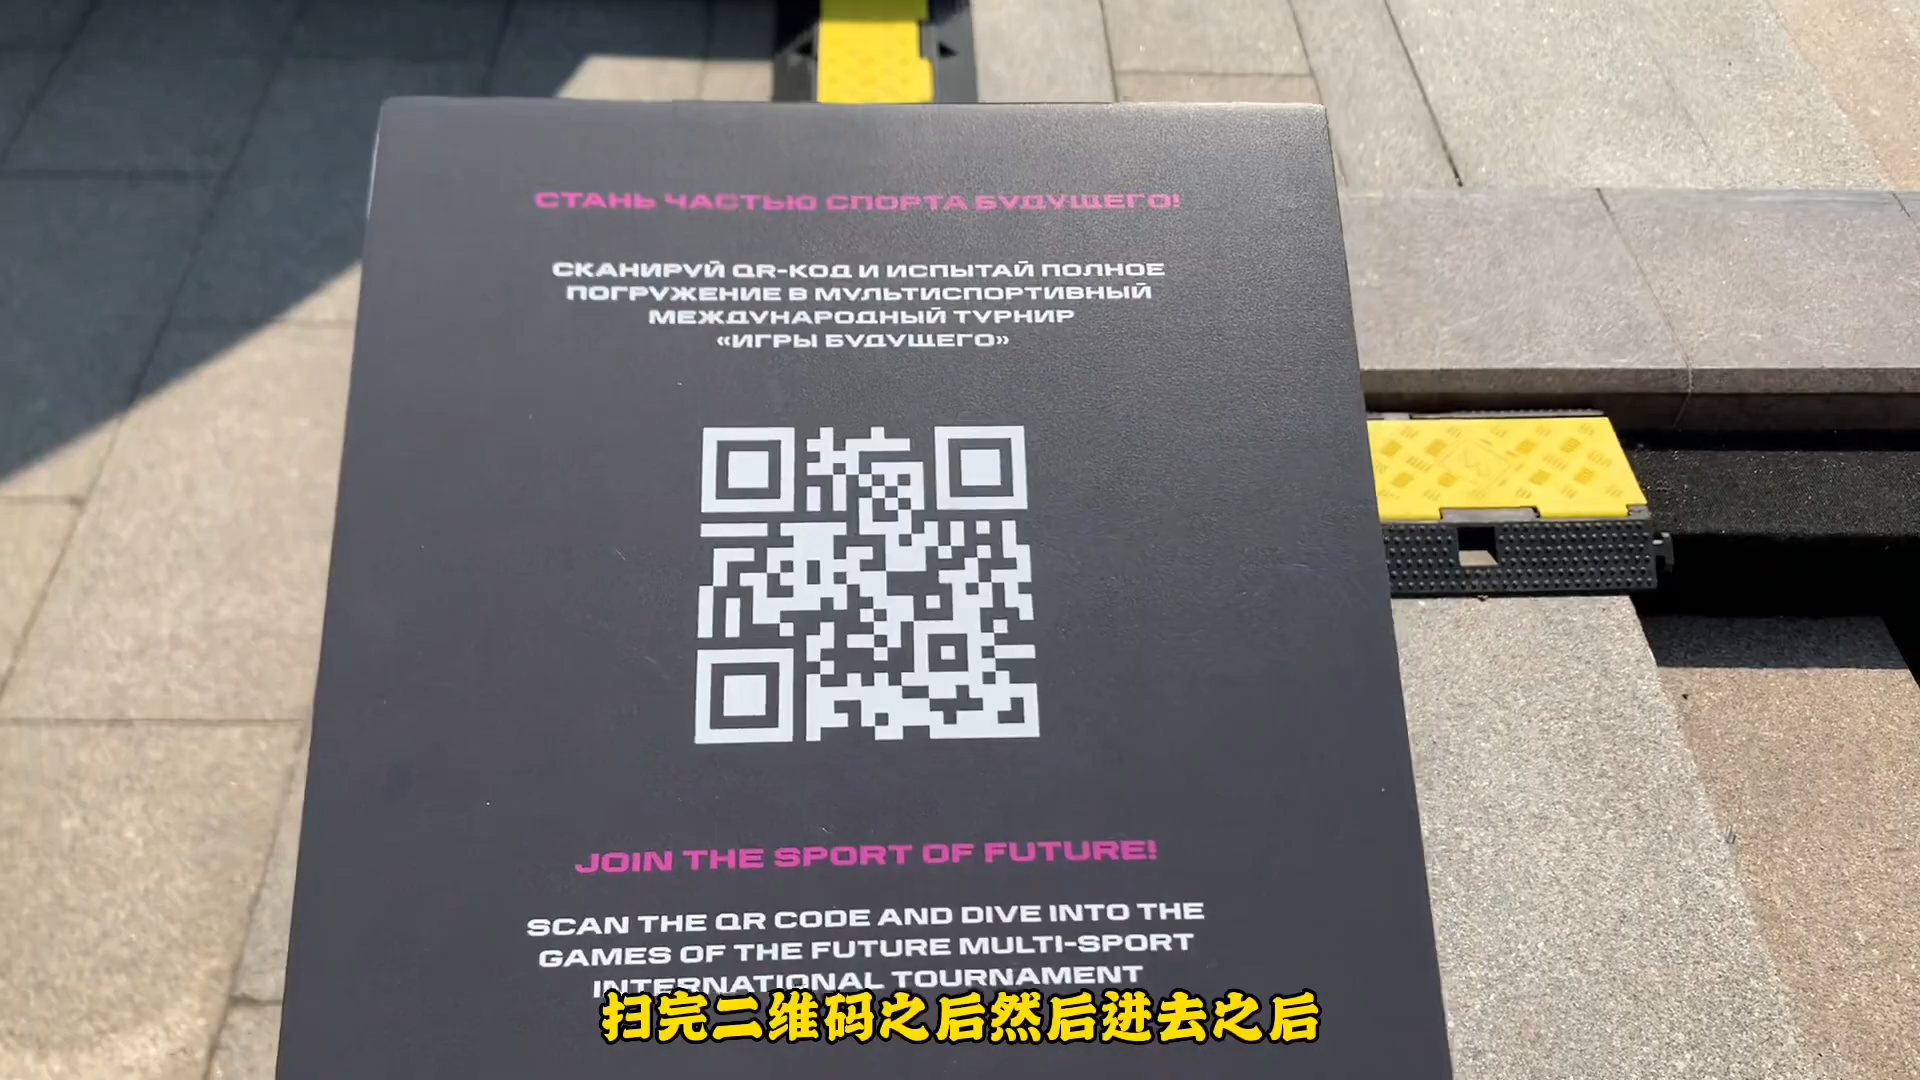 СТАНЬ ЧАСТЬЮ СПОРТА БУДУЩЕГО!
СКАНИРУЙ QR-КОД И ИСПЫТАЙ ПОЛНОЕ
ПОГРУЖЕНИЕ В МУЛЬТИСПОРТИВНЫЙ
МЕЖДУНАРОДНЫЙ ТУРНИР
«ИГРЫ БУДУЩЕГО»
JOIN THE SPORT OF FUTURE!
SCAN THE QR CODE AND DIVE INTO THE
GAMES OF THE FUTURE MULTI-SPORT
INTERNATIONAL TOURNAMENT
扫完二维码之后然后进去之后